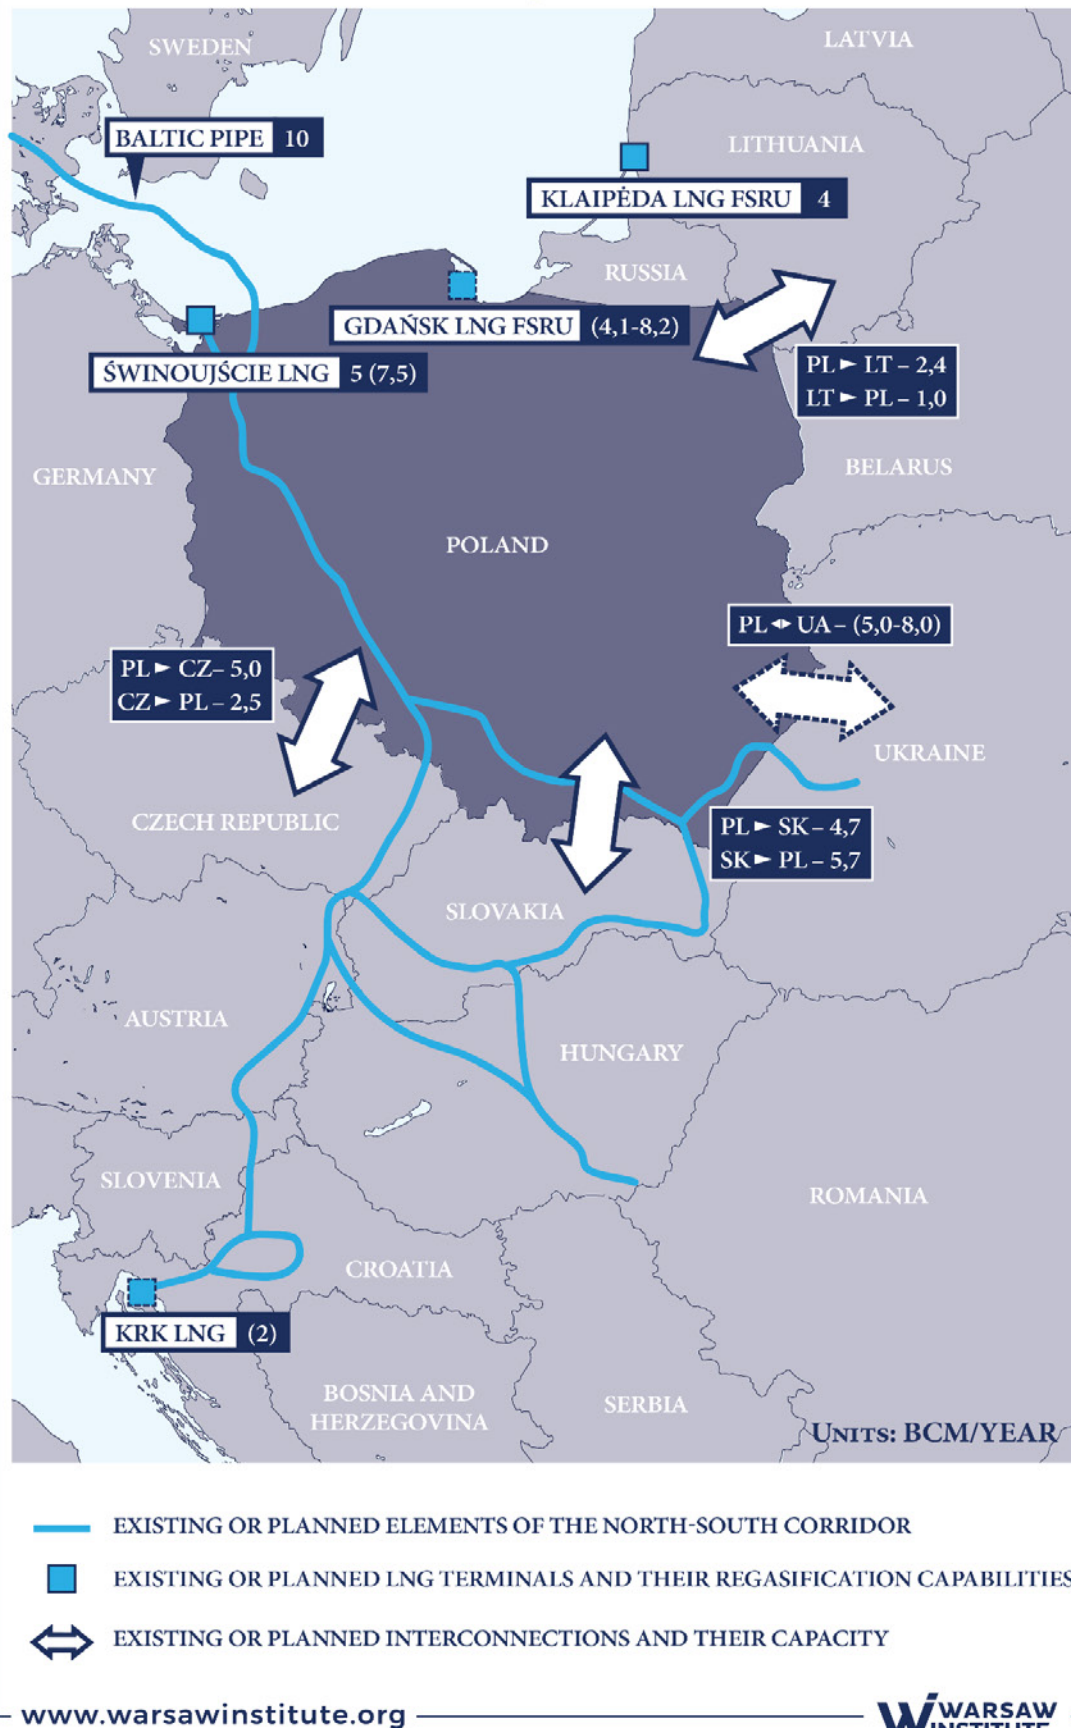 SWEDEN
LATVIA
BALTIC PIPE 10
LITHUANIA
KLAIPĖDA LNG FSRU 4
RUSSIA
GDAŃSK LNG FSRU (4,1-8,2)
ŚWINOUJŚCIE LNG 5 (7,5)
PL ► LT – 2,4
LT ► PL – 1,0
GERMANY
BELARUS
POLAND
PL ◄► UA – (5,0-8,0)
PL ► CZ– 5,0
CZ ► PL – 2,5
UKRAINE
CZECH REPUBLIC
PL ► SK – 4,7
SK ► PL – 5,7
SLOVAKIA
AUSTRIA
HUNGARY
SLOVENIA
ROMANIA
CROATIA
KRK LNG (2)
BOSNIA AND
HERZEGOVINA
SERBIA
UNITS: BCM/YEAR
EXISTING OR PLANNED ELEMENTS OF THE NORTH-SOUTH CORRIDOR
EXISTING OR PLANNED LNG TERMINALS AND THEIR REGASIFICATION CAPABILITIES
EXISTING OR PLANNED INTERCONNECTIONS AND THEIR CAPACITY
www.warsawinstitute.org
WARSAW
INSTITUTE